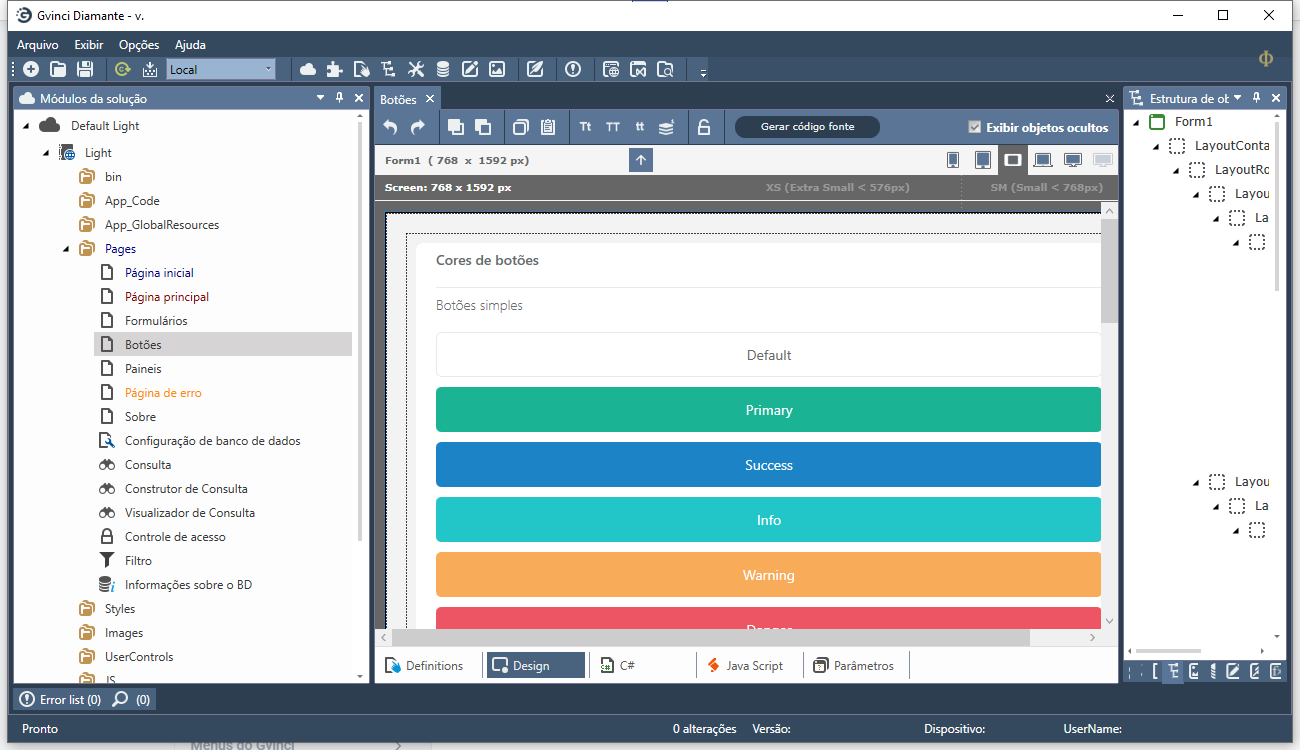 Gvinci Diamante - v.
Arquivo Exibir Opções Ajuda
Local
Módulos da solução
Default Light
Light
bin
App_Code
App_GlobalResources
Pages
Página inicial
Página principal
Formulários
Botões
Paineis
Página de erro
Sobre
Configuração de banco de dados
Consulta
Construtor de Consulta
Visualizador de Consulta
Controle de acesso
Filtro
Informações sobre o BD
Styles
Images
UserControls
JS
Botões
Tt TT tt
Gerar código fonte
Exibir objetos ocultos
Form1 ( 768 x 1592 px)
Screen: 768 x 1592 px
XS (Extra Small < 576px)
SM (Small < 768px)
Cores de botões
Botões simples
Default
Primary
Success
Info
Warning
Danger
Definitions
Design
C#
Java Script
Parâmetros
Estrutura de ob
Form1
LayoutConta
LayoutRo
Layou
La
Layou
La
Error list (0) (0)
Pronto
0 alterações
Versão:
Dispositivo:
UserName:
Menus do Gvinci